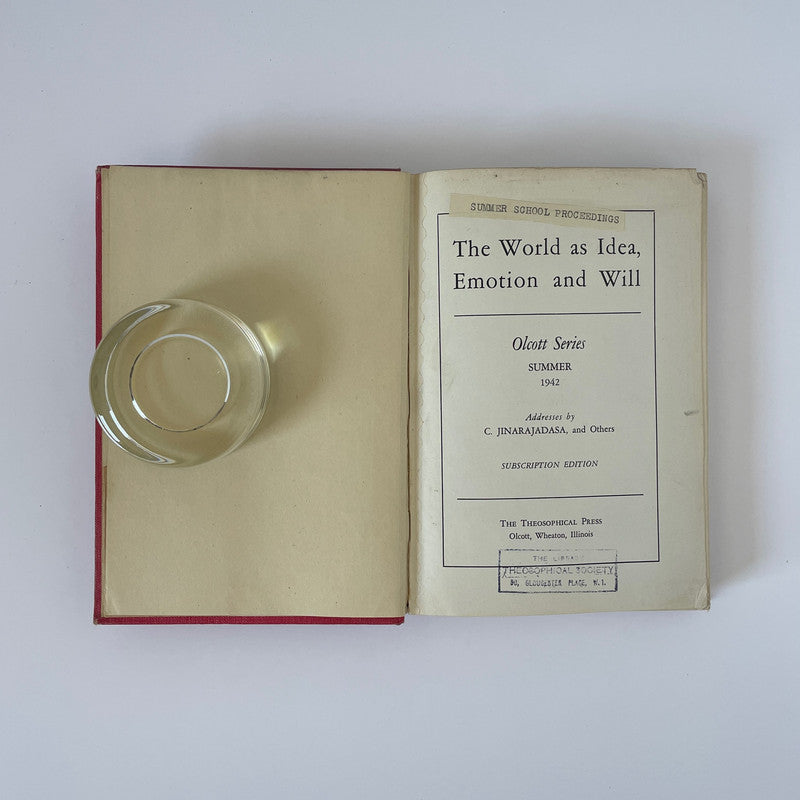 SUMMER SCHOOL PROCEEDINGS
The World as Idea,
Emotion and Will
Olcott Series
SUMMER
1942
Addresses by
C. JINARAJADASA, and Others
SUBSCRIPTION EDITION
THE THEOSOPHICAL PRESS
Olcott, Wheaton, Illinois
THE LIBRARY
THEOSOPHICAL SOCIETY
50, GLOUCESTER PLACE, W.1.